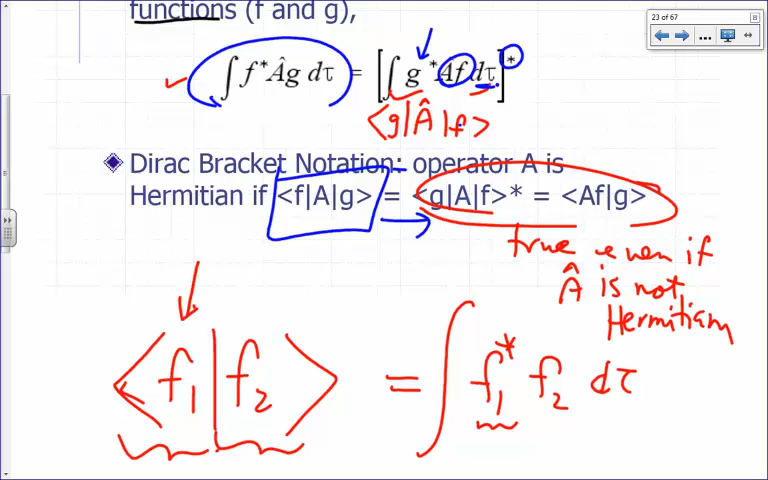 functions (f and g),
23 of 67
∫ f*Âg dτ = [∫ g *Af dτ]*
<g|Â|f>
Dirac Bracket Notation: operator A is
Hermitian if <f|A|g> = <g|A|f>* = <Af|g>
true even if
Â is not
Hermitian
<f₁|f₂> = ∫ f₁* f₂ dτ